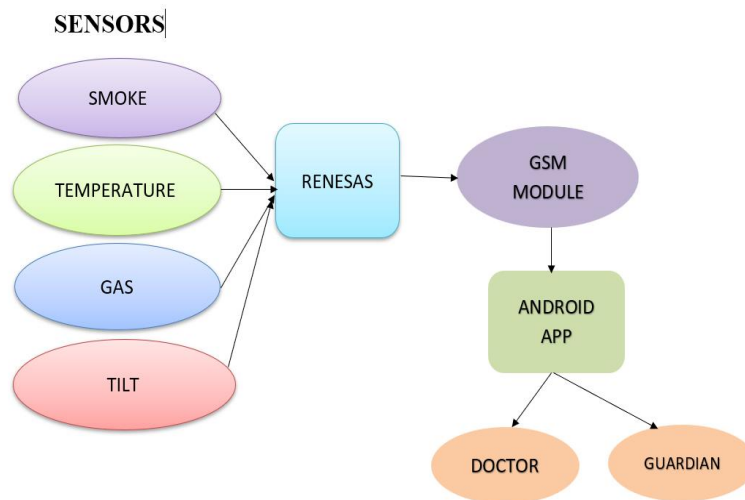 SENSORS
SMOKE
TEMPERATURE
GAS
TILT
RENESAS
GSM
MODULE
ANDROID
APP
DOCTOR
GUARDIAN